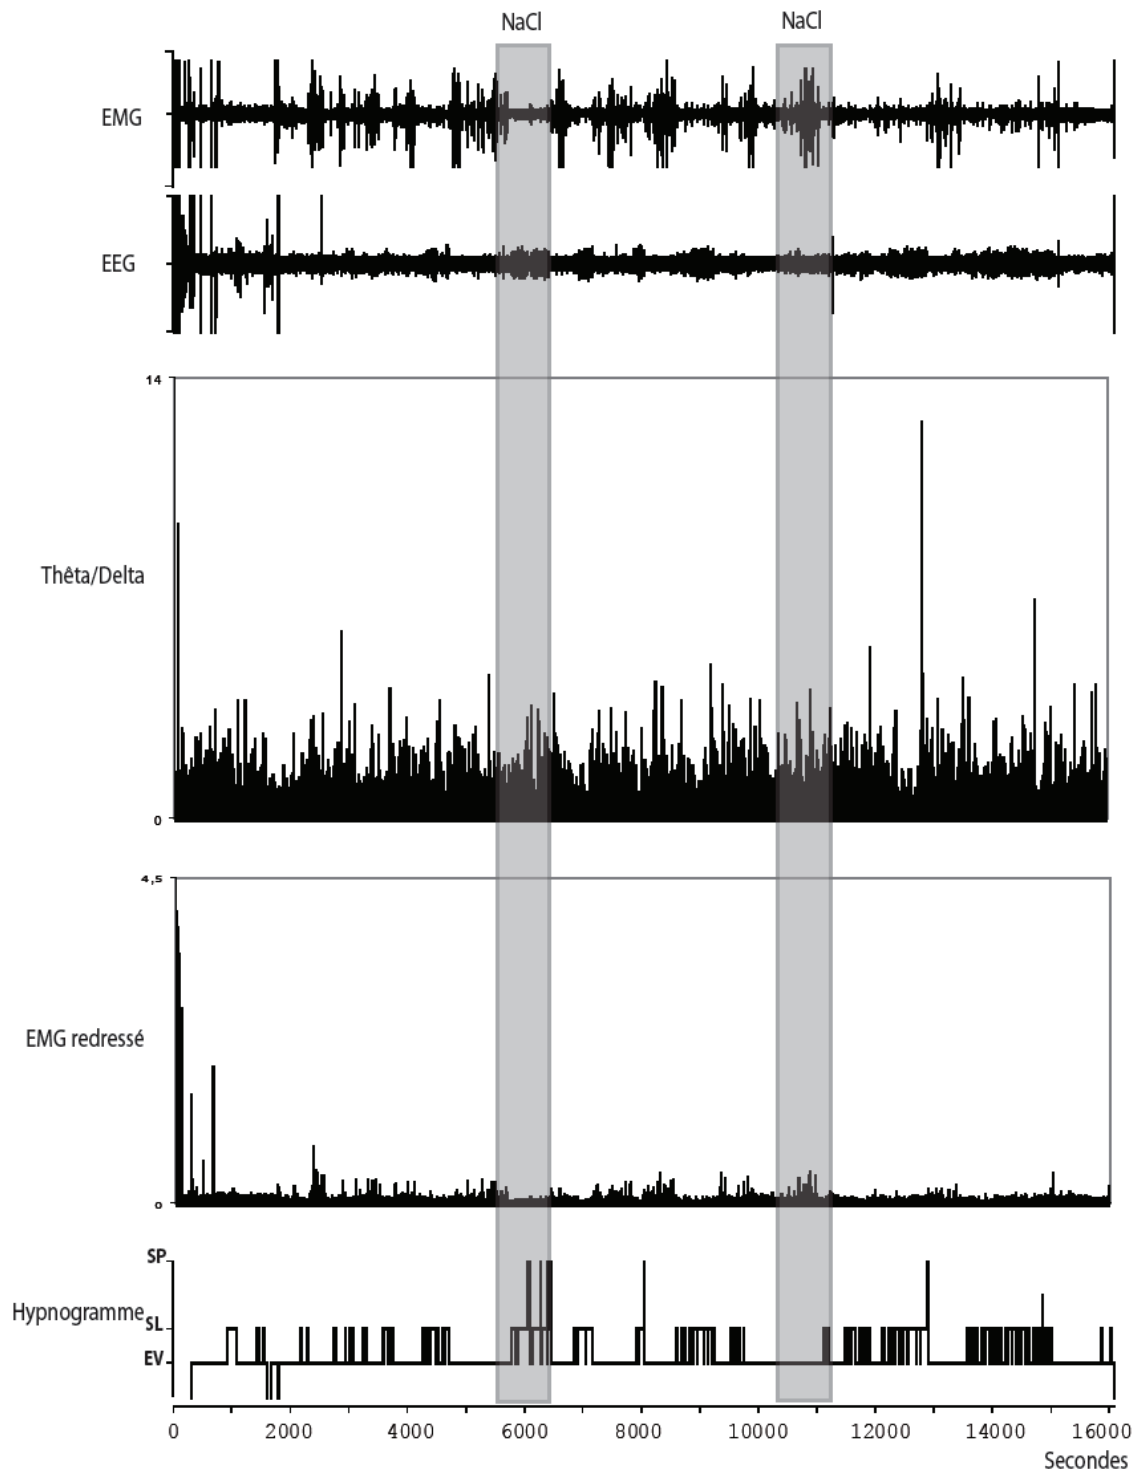 NaCl NaCl
EMG
EEG
14
Thêta/Delta
0
4,5
EMG redressé
0
SP
Hypnogramme
SL
EV
0 2000 4000 6000 8000 10000 12000 14000 16000
Secondes